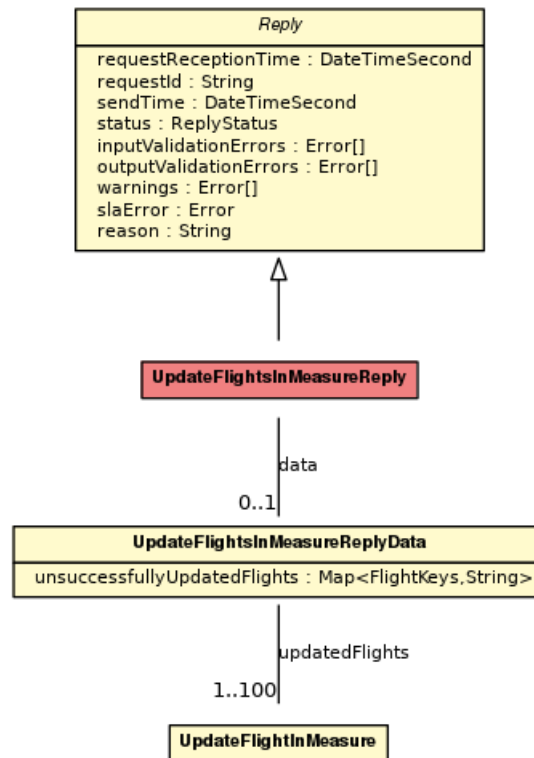 Reply
requestReceptionTime : DateTimeSecond
requestId : String
sendTime : DateTimeSecond
status : ReplyStatus
inputValidationErrors : Error[]
outputValidationErrors : Error[]
warnings : Error[]
slaError : Error
reason : String
UpdateFlightsInMeasureReply
data
0..1
UpdateFlightsInMeasureReplyData
unsuccessfullyUpdatedFlights : Map<FlightKeys,String>
updatedFlights
1..100
UpdateFlightInMeasure